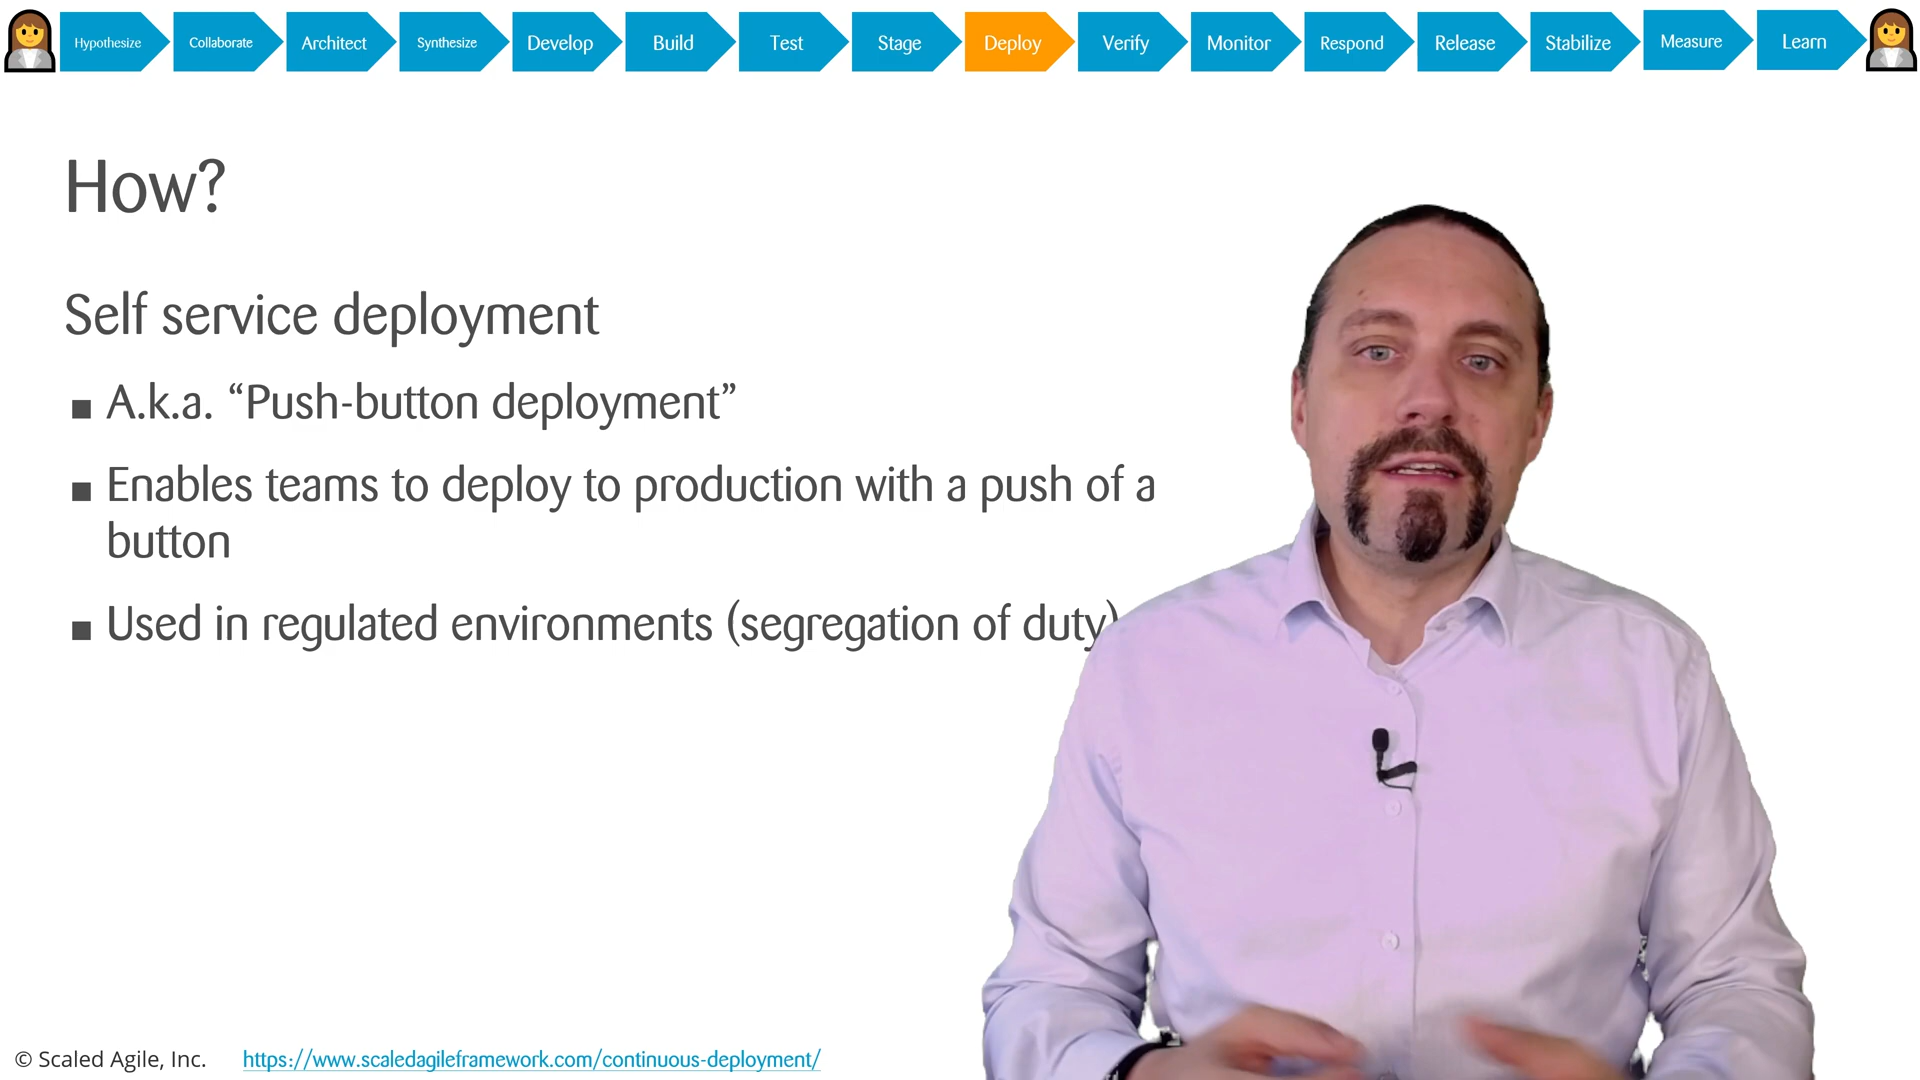 Hypothesize Collaborate Architect Synthesize Develop Build Test Stage Deploy Verify Monitor Respond Release Stabilize Measure Learn
How?
Self service deployment
■ A.k.a. “Push-button deployment”
■ Enables teams to deploy to production with a push of a
button
■ Used in regulated environments (segregation of duty)
© Scaled Agile, Inc. https://www.scaledagileframework.com/continuous-deployment/